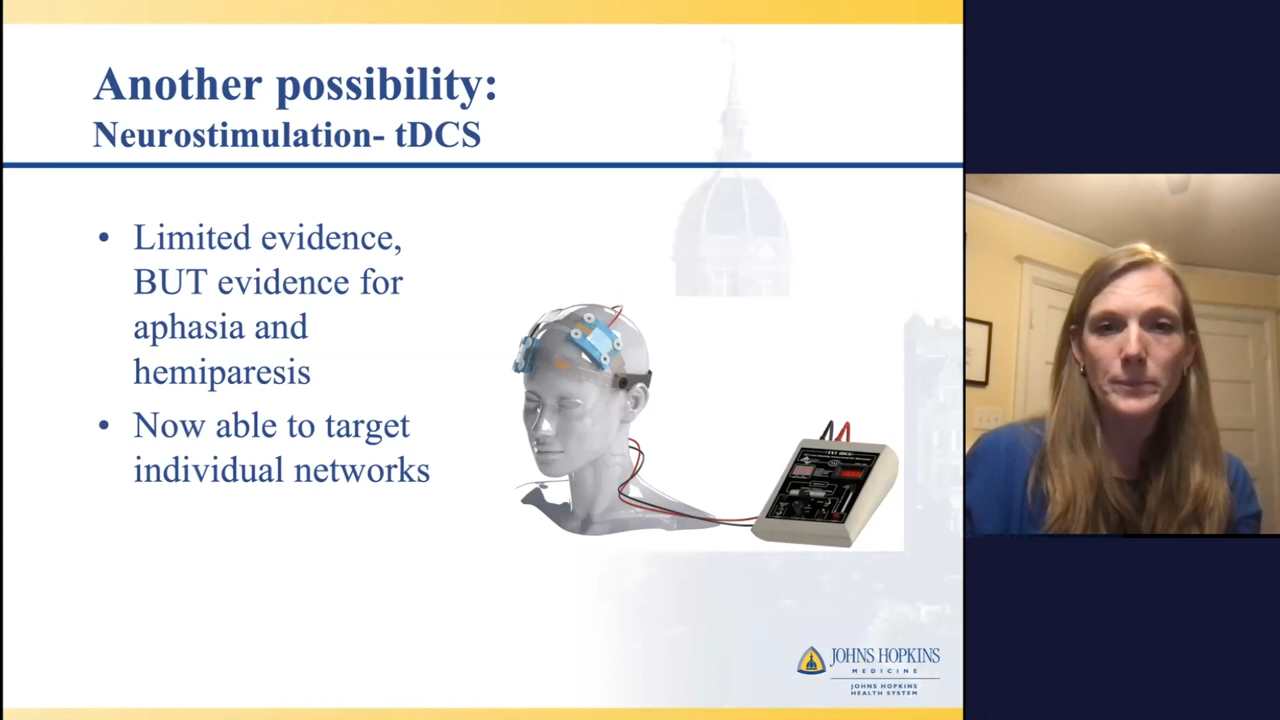 Another possibility:
Neurostimulation- tDCS
• Limited evidence,
BUT evidence for
aphasia and
hemiparesis
• Now able to target
individual networks
JOHNS HOPKINS
MEDICINE
JOHNS HOPKINS
HEALTH SYSTEM